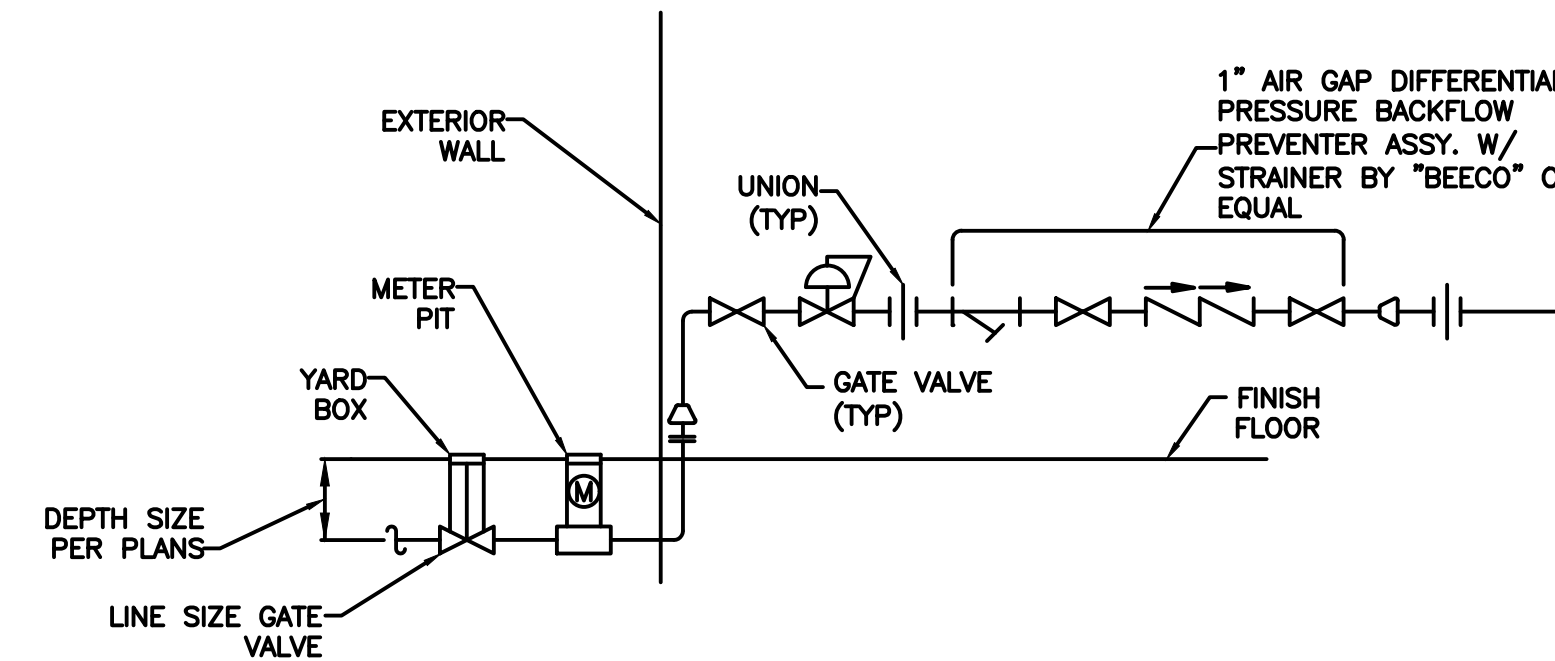 EXTERIOR
WALL
1" AIR GAP DIFFERENTIAL
PRESSURE BACKFLOW
PREVENTER ASSY. W/
STRAINER BY "BEECO"
EQUAL
UNION
(TYP)
METER
PIT
YARD
BOX
GATE VALVE
(TYP)
FINISH
FLOOR
M
DEPTH SIZE
PER PLANS
LINE SIZE GATE
VALVE